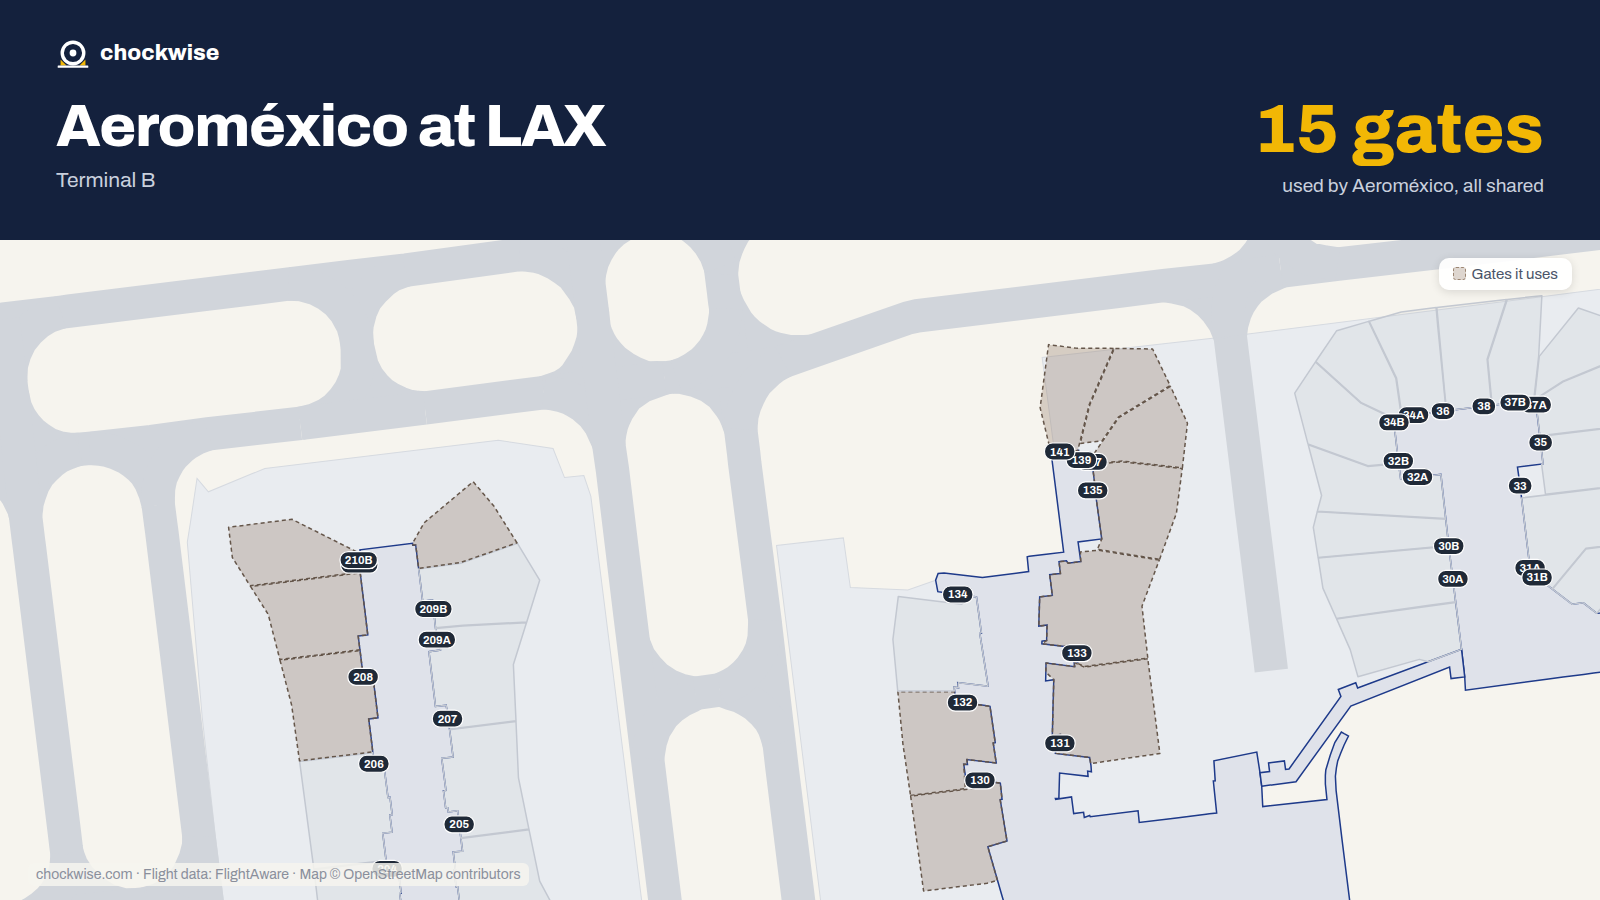 chockwise
Aeroméxico at LAX
Terminal B
15 gates
used by Aeroméxico, all shared
Gates it uses
37B
38
36
34B
35
141
139
32B
32A
33
135
30B
210B
31B
30A
134
209B
209A
133
208
132
207
131
206
130
205
chockwise.com · Flight data: FlightAware · Map © OpenStreetMap contributors